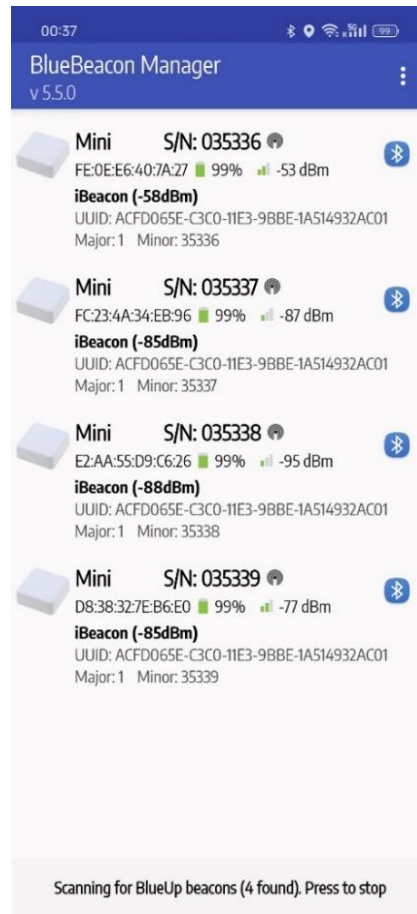 00:37 5G 99
BlueBeacon Manager
v 5.5.0
Mini S/N: 035336
FE:0E:E6:40:7A:27 99% -53 dBm
iBeacon (-58dBm)
UUID: ACFD065E-C3C0-11E3-9BBE-1A514932AC01
Major: 1 Minor: 35336
Mini S/N: 035337
FC:23:4A:34:EB:96 99% -87 dBm
iBeacon (-85dBm)
UUID: ACFD065E-C3C0-11E3-9BBE-1A514932AC01
Major: 1 Minor: 35337
Mini S/N: 035338
E2:AA:55:D9:C6:26 99% -95 dBm
iBeacon (-88dBm)
UUID: ACFD065E-C3C0-11E3-9BBE-1A514932AC01
Major: 1 Minor: 35338
Mini S/N: 035339
D8:38:32:7E:B6:E0 99% -77 dBm
iBeacon (-85dBm)
UUID: ACFD065E-C3C0-11E3-9BBE-1A514932AC01
Major: 1 Minor: 35339
Scanning for BlueUp beacons (4 found). Press to stop